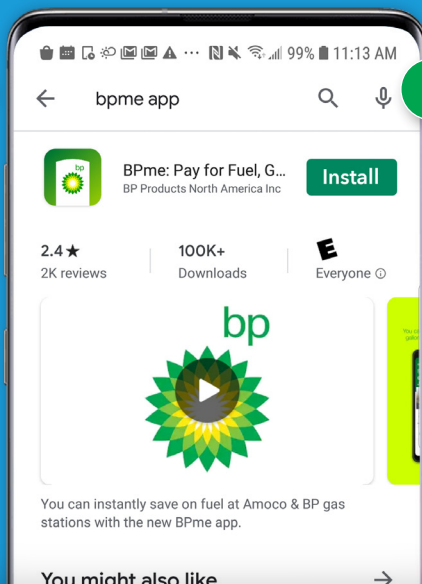 99% 11:13 AM
bpme app
bp
BPme: Pay for Fuel, G...
BP Products North America Inc
Install
2.4★
2K reviews
100K+
Downloads
E
Everyone
bp
You can instantly save on fuel at Amoco & BP gas
stations with the new BPme app.
You might also like